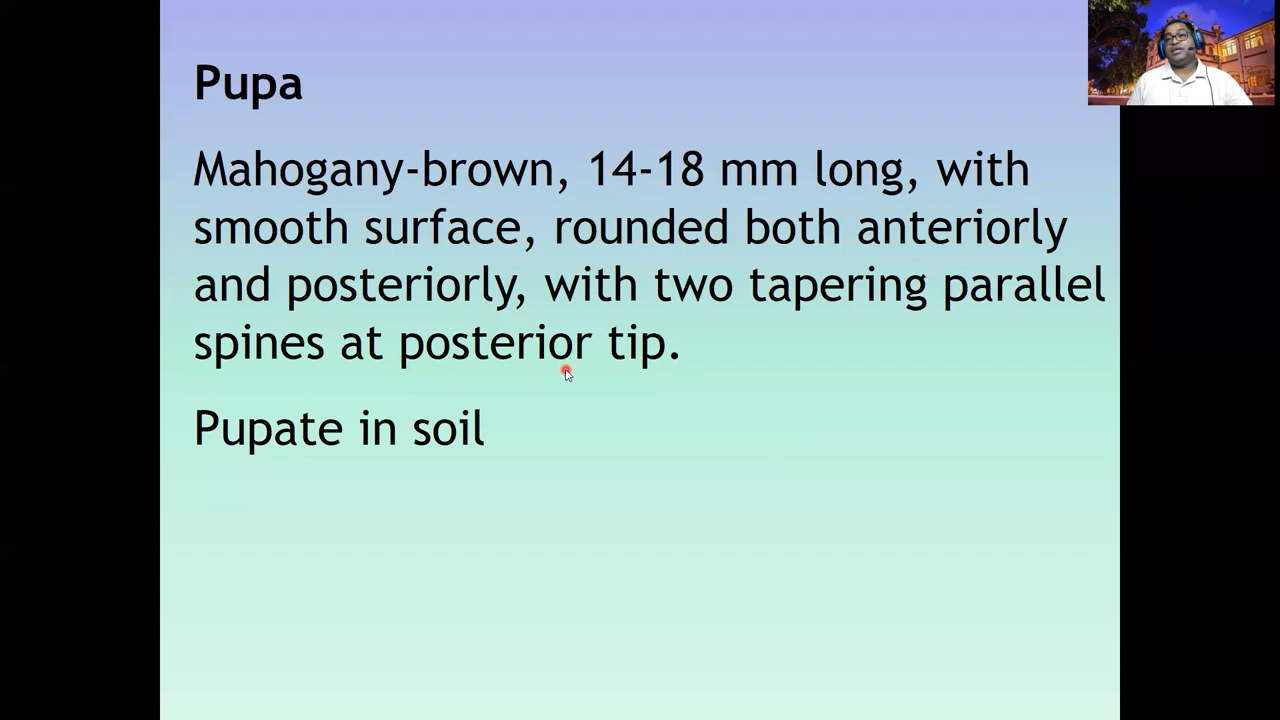 Pupa
Mahogany-brown, 14-18 mm long, with
smooth surface, rounded both anteriorly
and posteriorly, with two tapering parallel
spines at posterior tip.
Pupate in soil